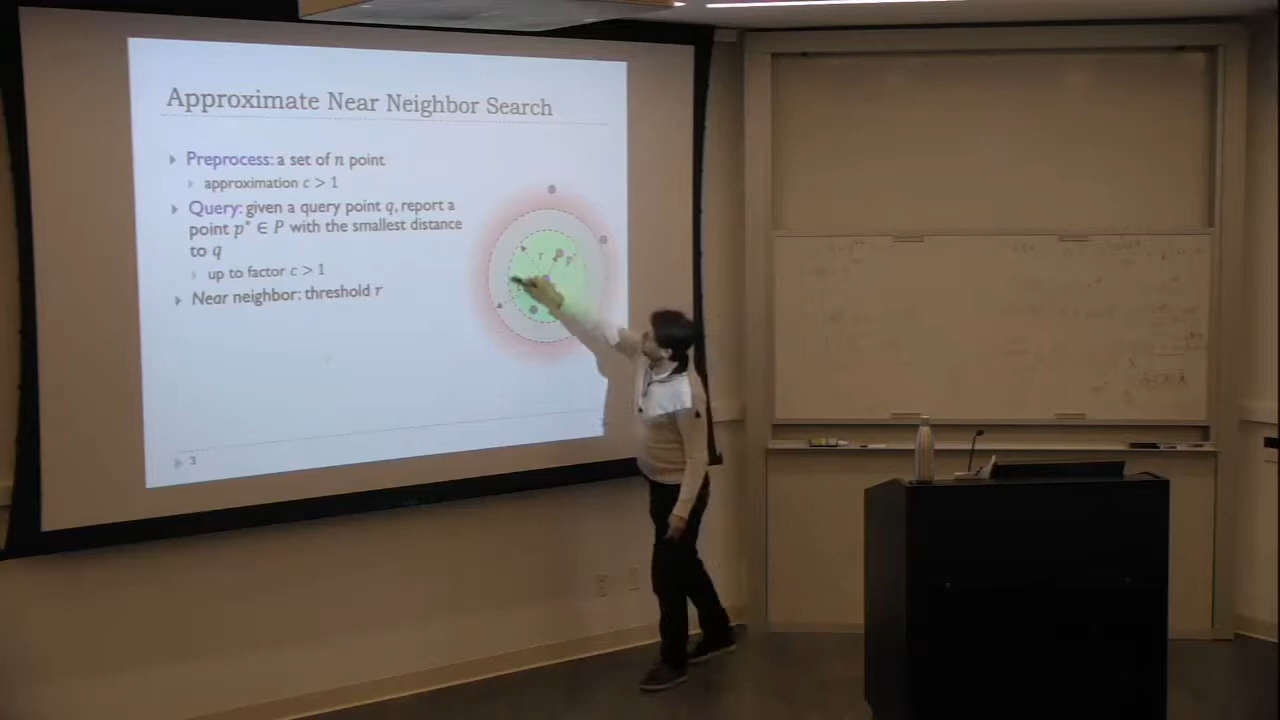 Approximate Near Neighbor Search
Preprocess: a set of n point
approximation c > 1
Query: given a query point q, report a
point p* ∈ P with the smallest distance
to q
up to factor c > 1
Near neighbor: threshold r
r
p*
3